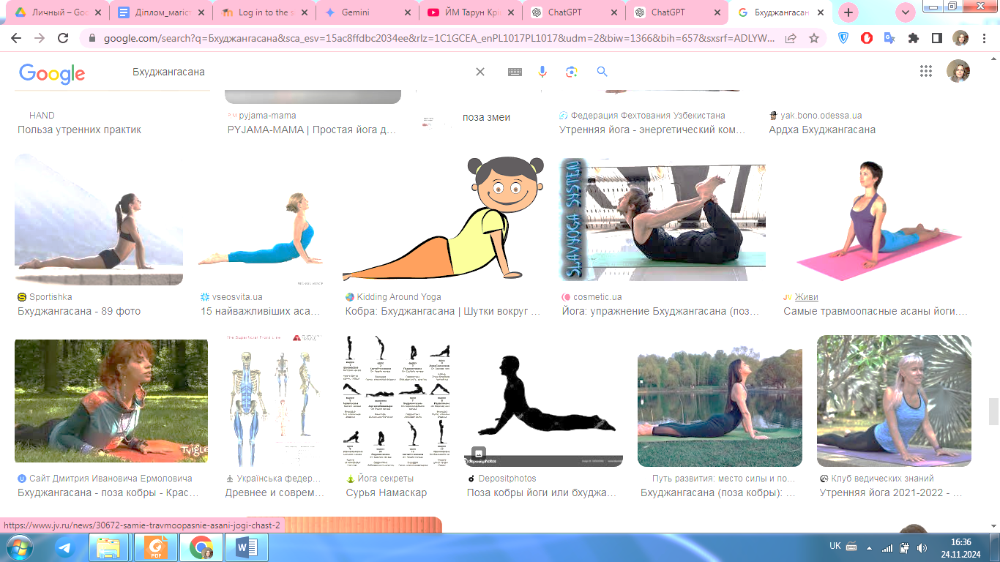 Личный – Goo
Діплом_магіст
Log in to the s
Gemini
ЙМ Тарун Крі
ChatGPT
ChatGPT
Бхуджангасан
google.com/search?q=Бхуджангасана&sca_esv=15ac8ffdbc2034ee&rlz=1C1GCEA_enPL1017PL1017&udm=2&biw=1366&bih=657&sxsrf=ADLYW...
Google
Бхуджангасана
HAND
Польза утренних практик
pyjama-mama
PYJAMA-MAMA | Простая йога д...
поза змеи
Федерация Фехтования Узбекистана
Утренняя йога - энергетический ком...
yak.bono.odessa.ua
Ардха Бхуджангасана
SLAVYOGA SYSTEM
Sportishka
Бхуджангасана - 89 фото
vseosvita.ua
15 найважливіших аса...
Kidding Around Yoga
Кобра: Бхуджангасана | Шутки вокруг ...
cosmetic.ua
Йога: упражнение Бхуджангасана (поз...
JV Живи
Самые травмоопасные асаны йоги....
The Superficial Front Line
Tvigle
depositphotos
Сайт Дмитрия Ивановича Ермоловича
Бхуджангасана - поза кобры - Крас...
Українська федер...
Древнее и соврем...
Йога секреты
Сурья Намаскар
Depositphotos
Поза кобры йоги или бхуджа...
Путь развития: место силы и по...
Бхуджангасана (поза кобры): ...
Клуб ведических знаний
Утренняя йога 2021-2022 - ...
https://www.jv.ru/news/30672-samie-travmoopasnie-asani-jogi-chast-2
PDF
UK
16:36
24.11.2024